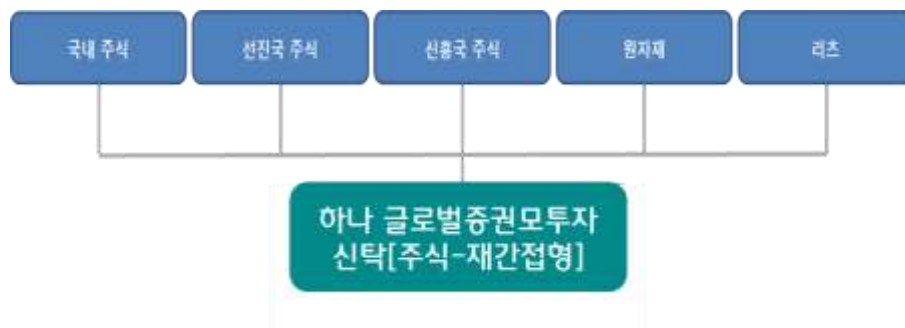 국내 주식
선진국 주식
신흥국 주식
원자재
리츠
하나 글로벌증권모투자
신탁[주식-재간접형]